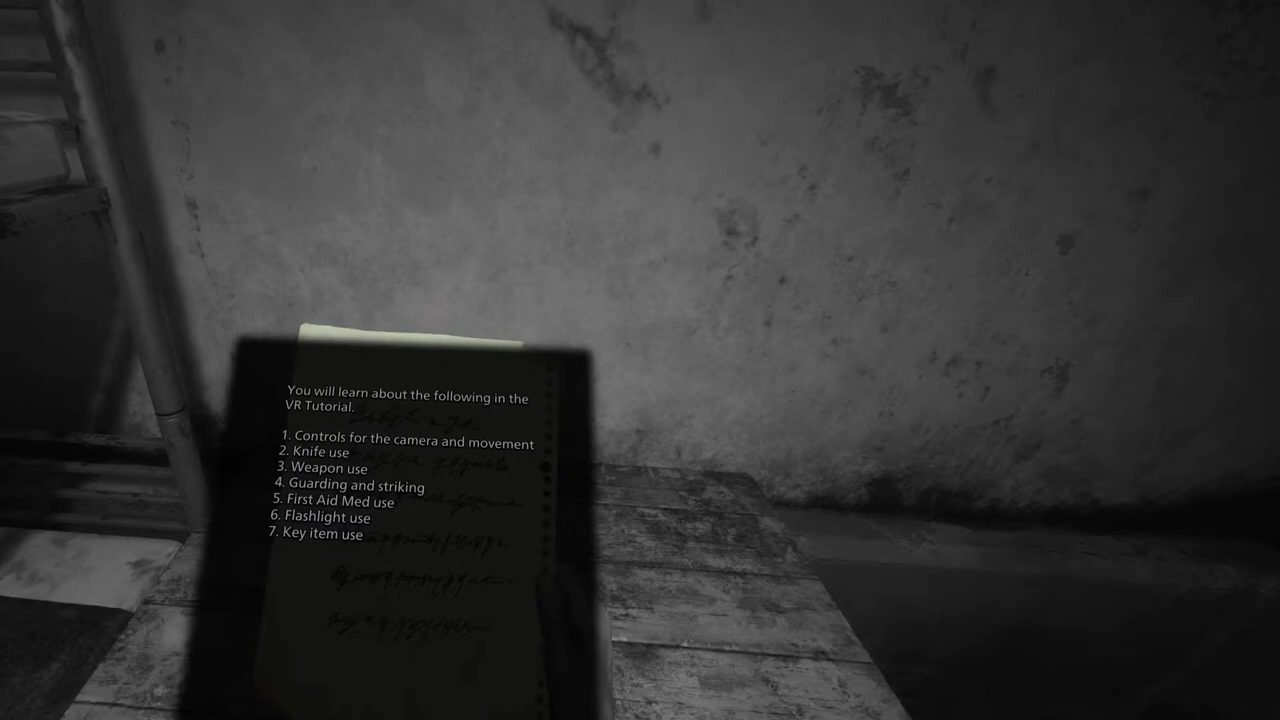 You will learn about the following in the
VR Tutorial.
1. Controls for the camera and movement
2. Knife use
3. Weapon use
4. Guarding and striking
5. First Aid Med use
6. Flashlight use
7. Key item use